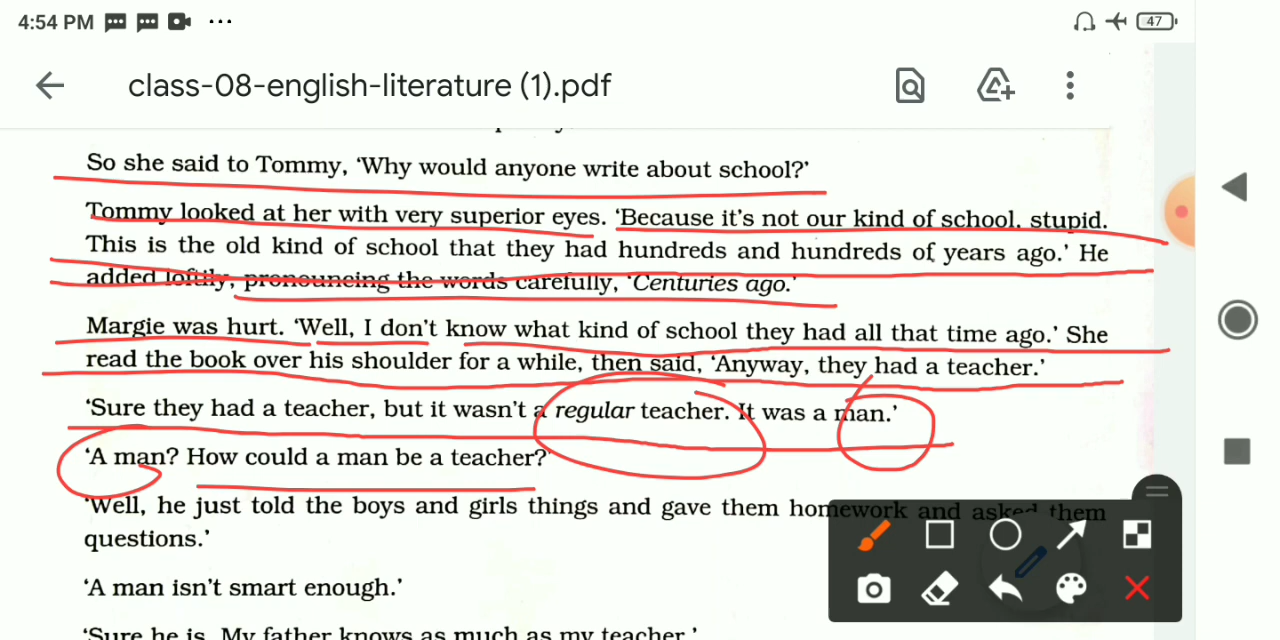 4:54 PM ...
47
class-08-english-literature (1).pdf
So she said to Tommy, ‘Why would anyone write about school?’
Tommy looked at her with very superior eyes. ‘Because it’s not our kind of school, stupid.
This is the old kind of school that they had hundreds and hundreds of years ago.’ He
added loftily, pronouncing the words carefully, ‘Centuries ago.’
Margie was hurt. ‘Well, I don’t know what kind of school they had all that time ago.’ She
read the book over his shoulder for a while, then said, ‘Anyway, they had a teacher.’
‘Sure they had a teacher, but it wasn’t a regular teacher. It was a man.’
‘A man? How could a man be a teacher?’
‘Well, he just told the boys and girls things and gave them homework and asked them
questions.’
‘A man isn’t smart enough.’
‘Sure he is. My father knows as much as my teacher.’